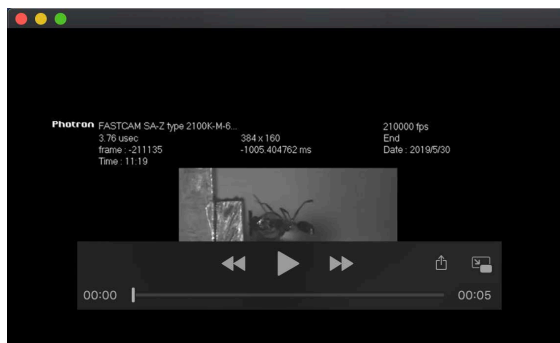 Photron FASTCAM SA-Z type 2100K-M-6... 210000 fps
3.76 usec 384 x 160 End
frame : -211135 -1005.404762 ms Date : 2019/5/30
Time : 11:19
00:00 00:05